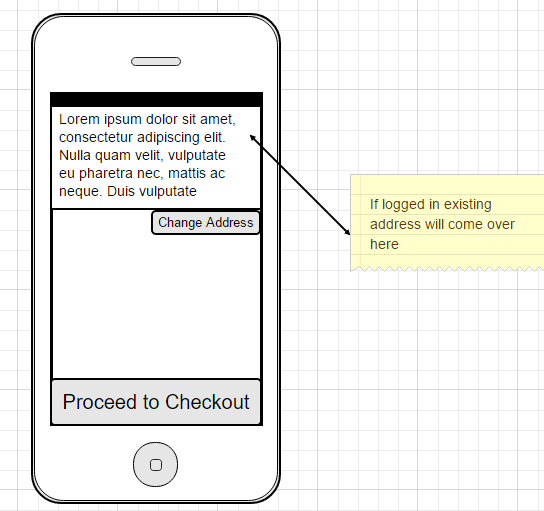 Lorem ipsum dolor sit amet,
consectetur adipiscing elit.
Nulla quam velit, vulputate
eu pharetra nec, mattis ac
neque. Duis vulputate
Change Address
If logged in existing
address will come over
here
Proceed to Checkout